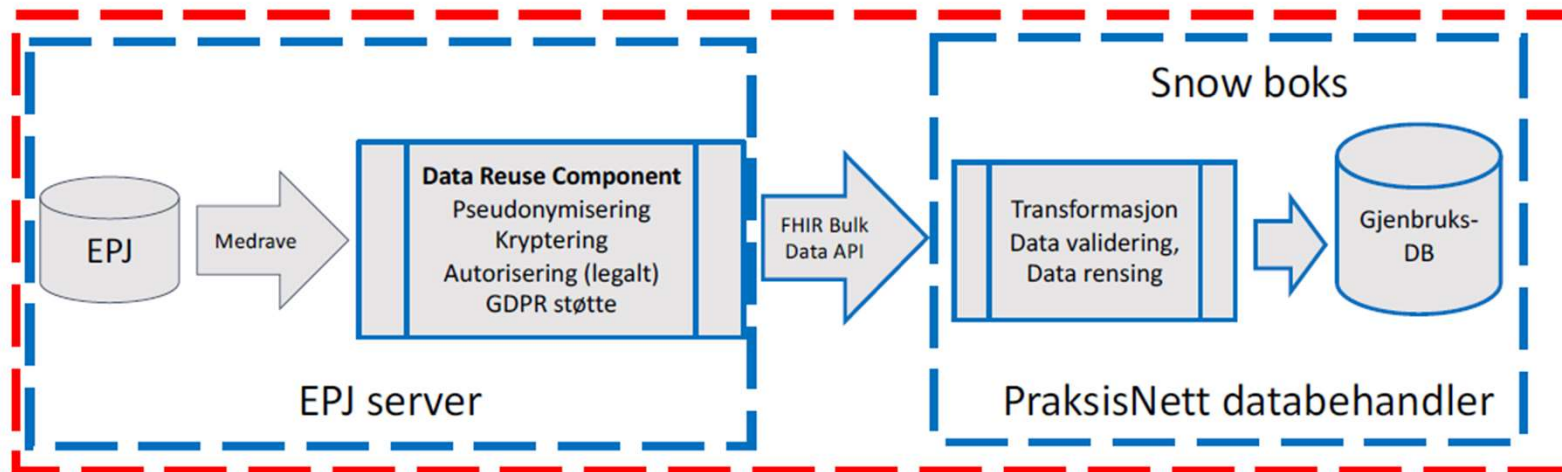 EPJ
Medrave
Data Reuse Component
Pseudonymisering
Kryptering
Autorisering (legalt)
GDPR støtte
EPJ server
FHIR Bulk
Data API
Snow boks
Transformasjon
Data validering,
Data rensing
Gjenbruks-
DB
PraksisNett databehandler